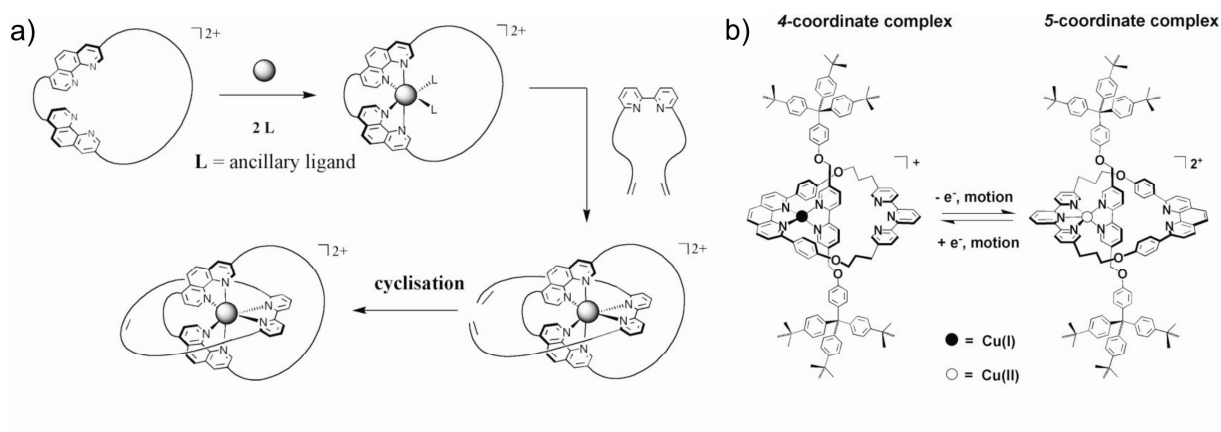 a)
]2+
2 L
L = ancillary ligand
N
N
N
N
]2+
N
N
N
N
L
L
N
N
cyclisation
]2+
N
N
N
N
N
N
]2+
N
N
N
N
N
N
b)
4-coordinate complex
5-coordinate complex
O
O
]+
N
N
N
N
N
N
N
O
O
- e-, motion
+ e-, motion
O
O
]2+
N
N
N
N
N
N
N
O
O
● = Cu(I)
○ = Cu(II)